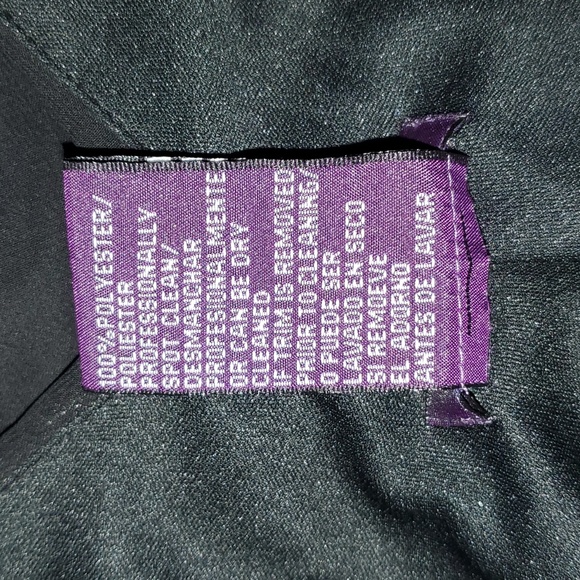 100% POLYESTER/
POLIESTER
PROFESSIONALLY
SPOT CLEAN/
DESMANCHAR
PROFESIONALMENTE
OR CAN BE DRY
CLEANED
IF TRIM IS REMOVED
PRIOR TO CLEANING/
O PUEDE SER
LAVADO EN SECO
SI REMOEVE
EL ADORNO
ANTES DE LAVAR